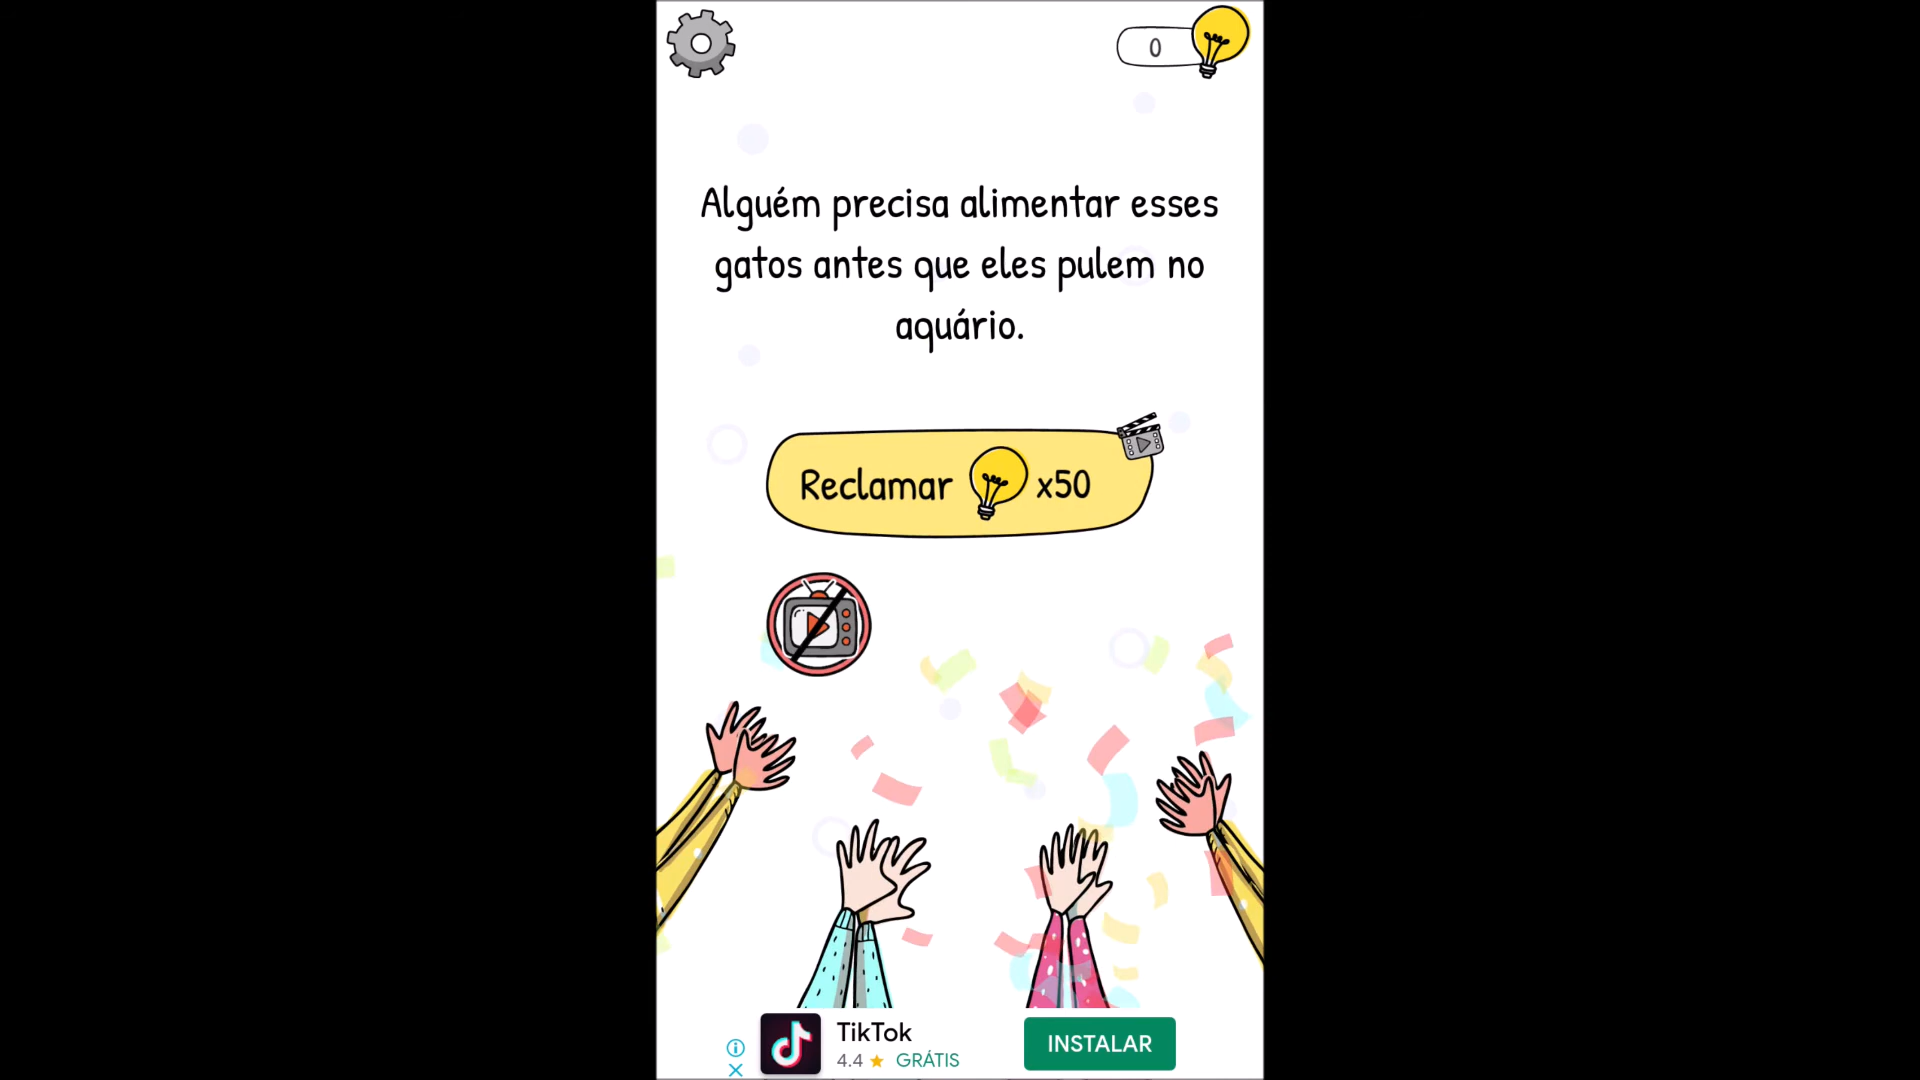 0
Alguém precisa alimentar esses
gatos antes que eles pulem no
aquário.
Reclamar x50
TikTok
4.4 GRÁTIS
INSTALAR